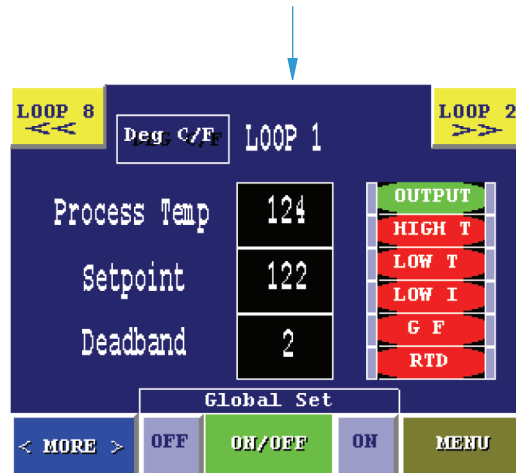 LOOP 8
<<
Deg C/F
LOOP 1
LOOP 2
>>
Process Temp
124
Setpoint
122
Deadband
2
OUTPUT
HIGH T
LOW T
LOW I
G F
RTD
Global Set
< MORE >
OFF
ON/OFF
ON
MENU